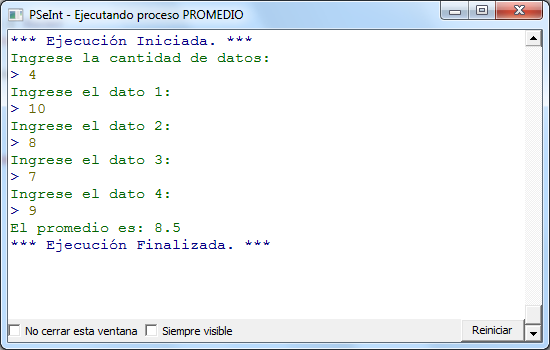 PSeInt - Ejecutando proceso PROMEDIO
*** Ejecución Iniciada. ***
Ingrese la cantidad de datos:
> 4
Ingrese el dato 1:
> 10
Ingrese el dato 2:
> 8
Ingrese el dato 3:
> 7
Ingrese el dato 4:
> 9
El promedio es: 8.5
*** Ejecución Finalizada. ***
No cerrar esta ventana Siempre visible Reiniciar